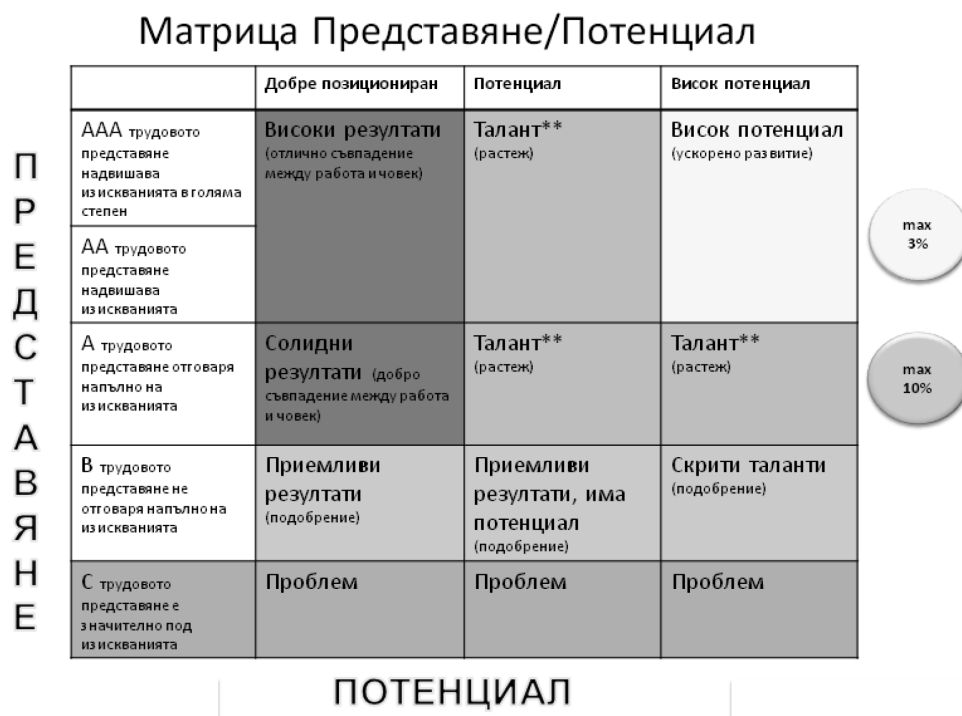 Матрица Представяне/Потенциал
Добре позициониран
Потенциал
Висок потенциал
ААА трудовото
представяне
надвишава
изискванията в голяма
степен
Високи резултати
(отлично съвпадение
между работа и човек)
Талант**
(растеж)
Висок потенциал
(ускорено развитие)
АА трудовото
представяне
надвишава
изискванията
А трудовото
представяне отговаря
напълно на
изискванията
Солидни
резултати (добро
съвпадение между работа
и човек)
Талант**
(растеж)
Талант**
(растеж)
В трудовото
представяне не
отговаря напълно на
изискванията
Приемливи
резултати
(подобрение)
Приемливи
резултати, има
потенциал
(подобрение)
Скрити таланти
(подобрение)
С трудовото
представяне е
значително под
изискванията
Проблем
Проблем
Проблем
ПРЕДСТАВЯНЕ
max
3%
max
10%
ПОТЕНЦИАЛ